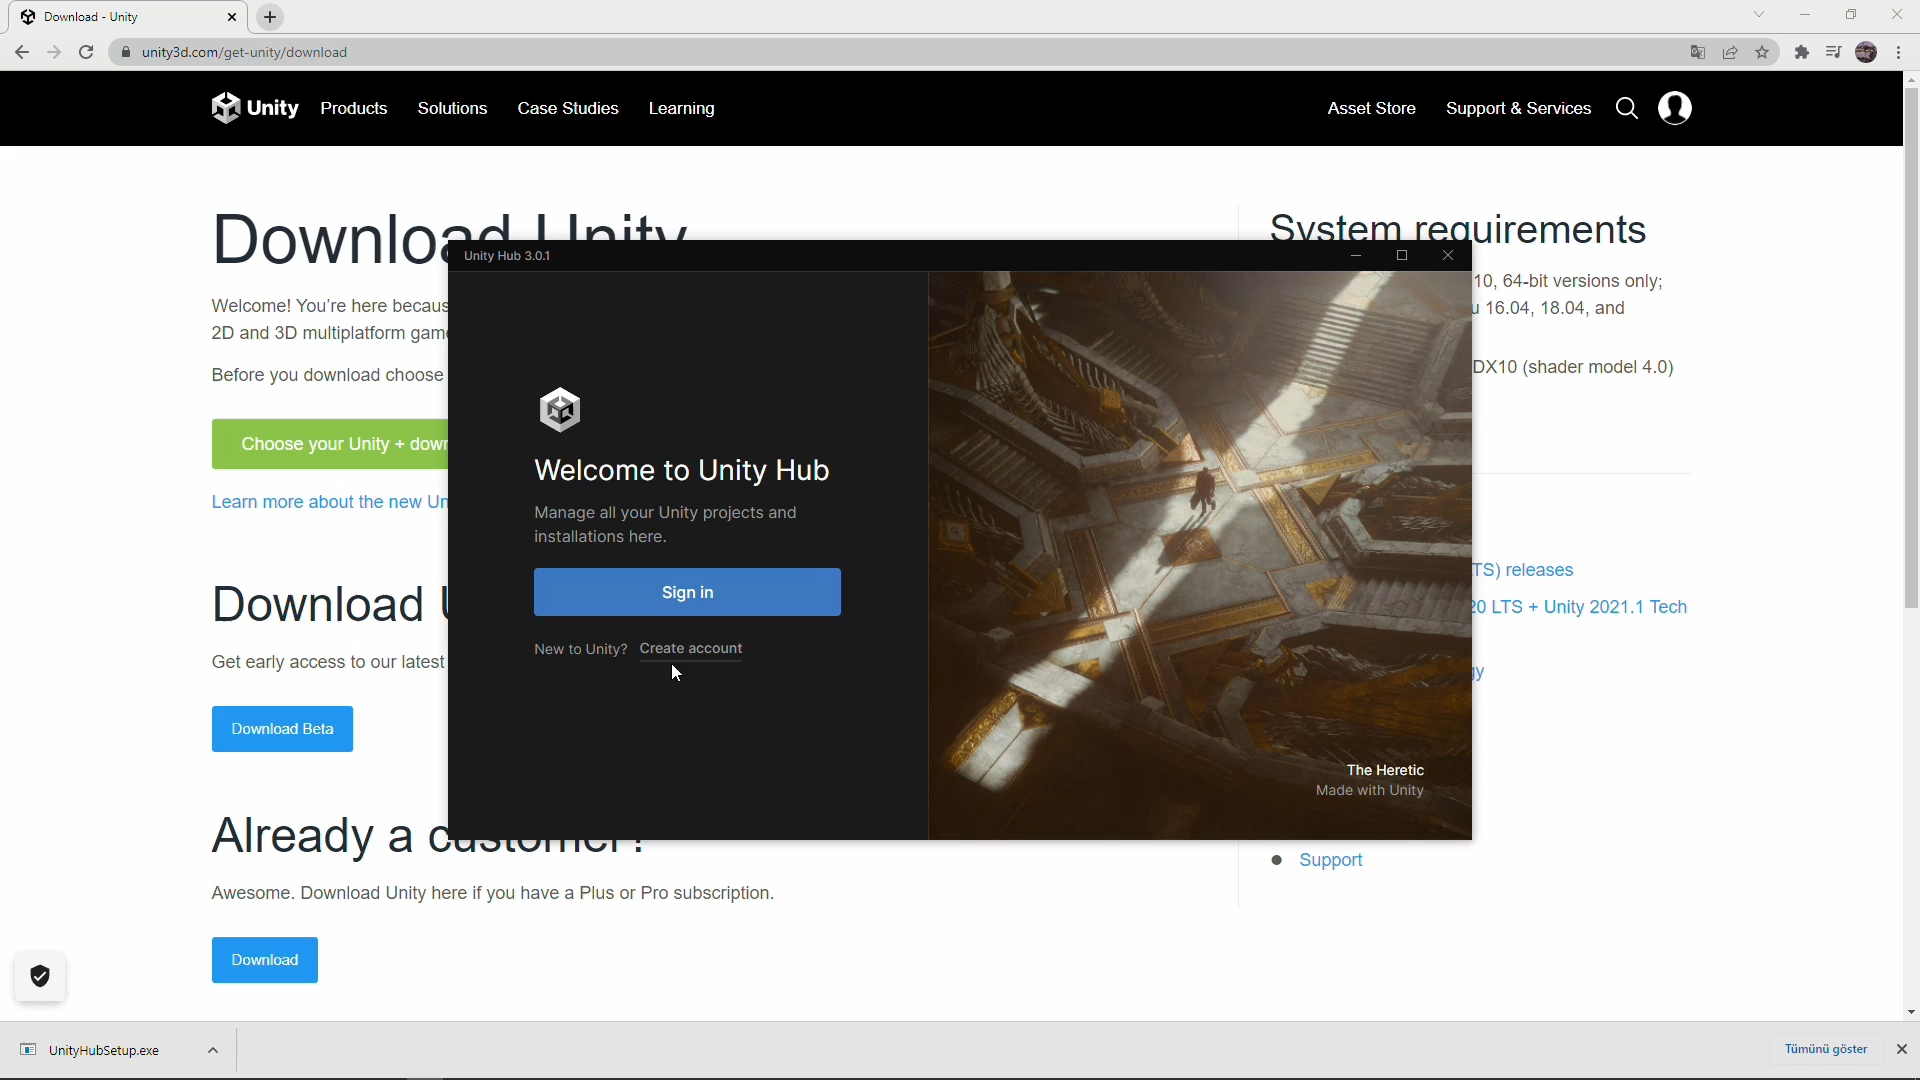 Download - Unity
unity3d.com/get-unity/download
Unity Products Solutions Case Studies Learning Asset Store Support & Services
Download Unity
Welcome! You're here
2D and 3D multiplatform
Before you download choose
Choose your Unity +
Learn more about the new
Download
Get early access to our latest
Download Beta
Already a customer?
Awesome. Download Unity here if you have a Plus or Pro subscription.
Download
Unity Hub 3.0.1
Welcome to Unity Hub
Manage all your Unity projects and
installations here.
Sign in
New to Unity? Create account
The Heretic
Made with Unity
System requirements
10, 64-bit versions only;
16.04, 18.04, and
DX10 (shader model 4.0)
TS) releases
20 LTS + Unity 2021.1 Tech
gy
Support
UnityHubSetup.exe
Tümünü göster